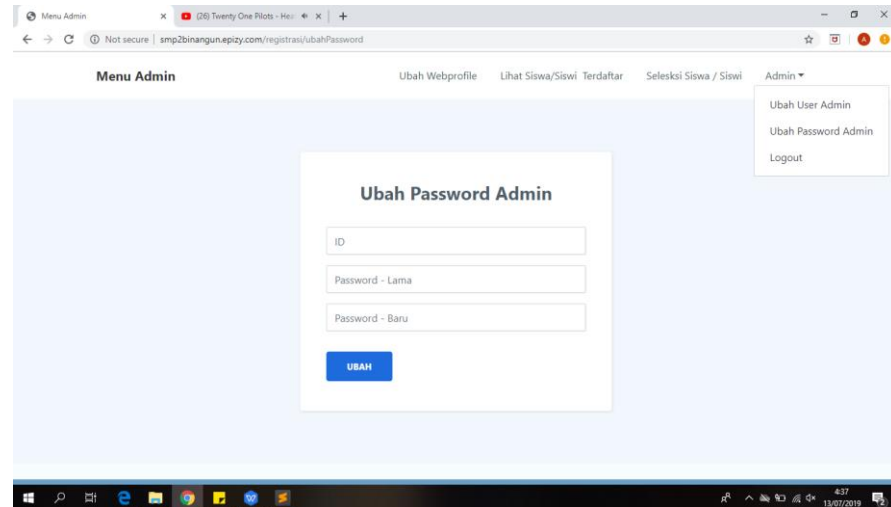 Menu Admin
(26) Twenty One Pilots - Hea
Not secure | smp2binangun.epizy.com/registrasi/ubahPassword
Menu Admin
Ubah Webprofile
Lihat Siswa/Siswi Terdaftar
Seleksksi Siswa / Siswi
Admin
Ubah User Admin
Ubah Password Admin
Logout
Ubah Password Admin
ID
Password - Lama
Password - Baru
UBAH
4:37
13/07/2019